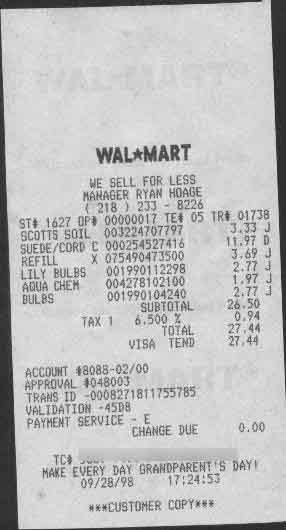 WAL★MART
WE SELL FOR LESS
MANAGER RYAN HOAGE
( 218 ) 233 - 8226
ST# 1627 OP# 00000017 TE# 05 TR# 01738
SCOTTS SOIL 003224707797 3.33 J
SUEDE/CORD C 000254527416 11.97 D
REFILL X 075490473500 3.69 J
LILY BULBS 001990112298 2.77 J
AQUA CHEM 004278102100 1.97 J
BULBS 001990104240 2.77 J
SUBTOTAL 26.50
TAX 1 6.500 % 0.94
TOTAL 27.44
VISA TEND 27.44
ACCOUNT #8088-02/00
APPROVAL #048003
TRANS ID -0008271811755785
VALIDATION -45D8
PAYMENT SERVICE - E
CHANGE DUE 0.00
TC#
MAKE EVERY DAY GRANDPARENT'S DAY!
09/28/98 17:24:53
***CUSTOMER COPY***